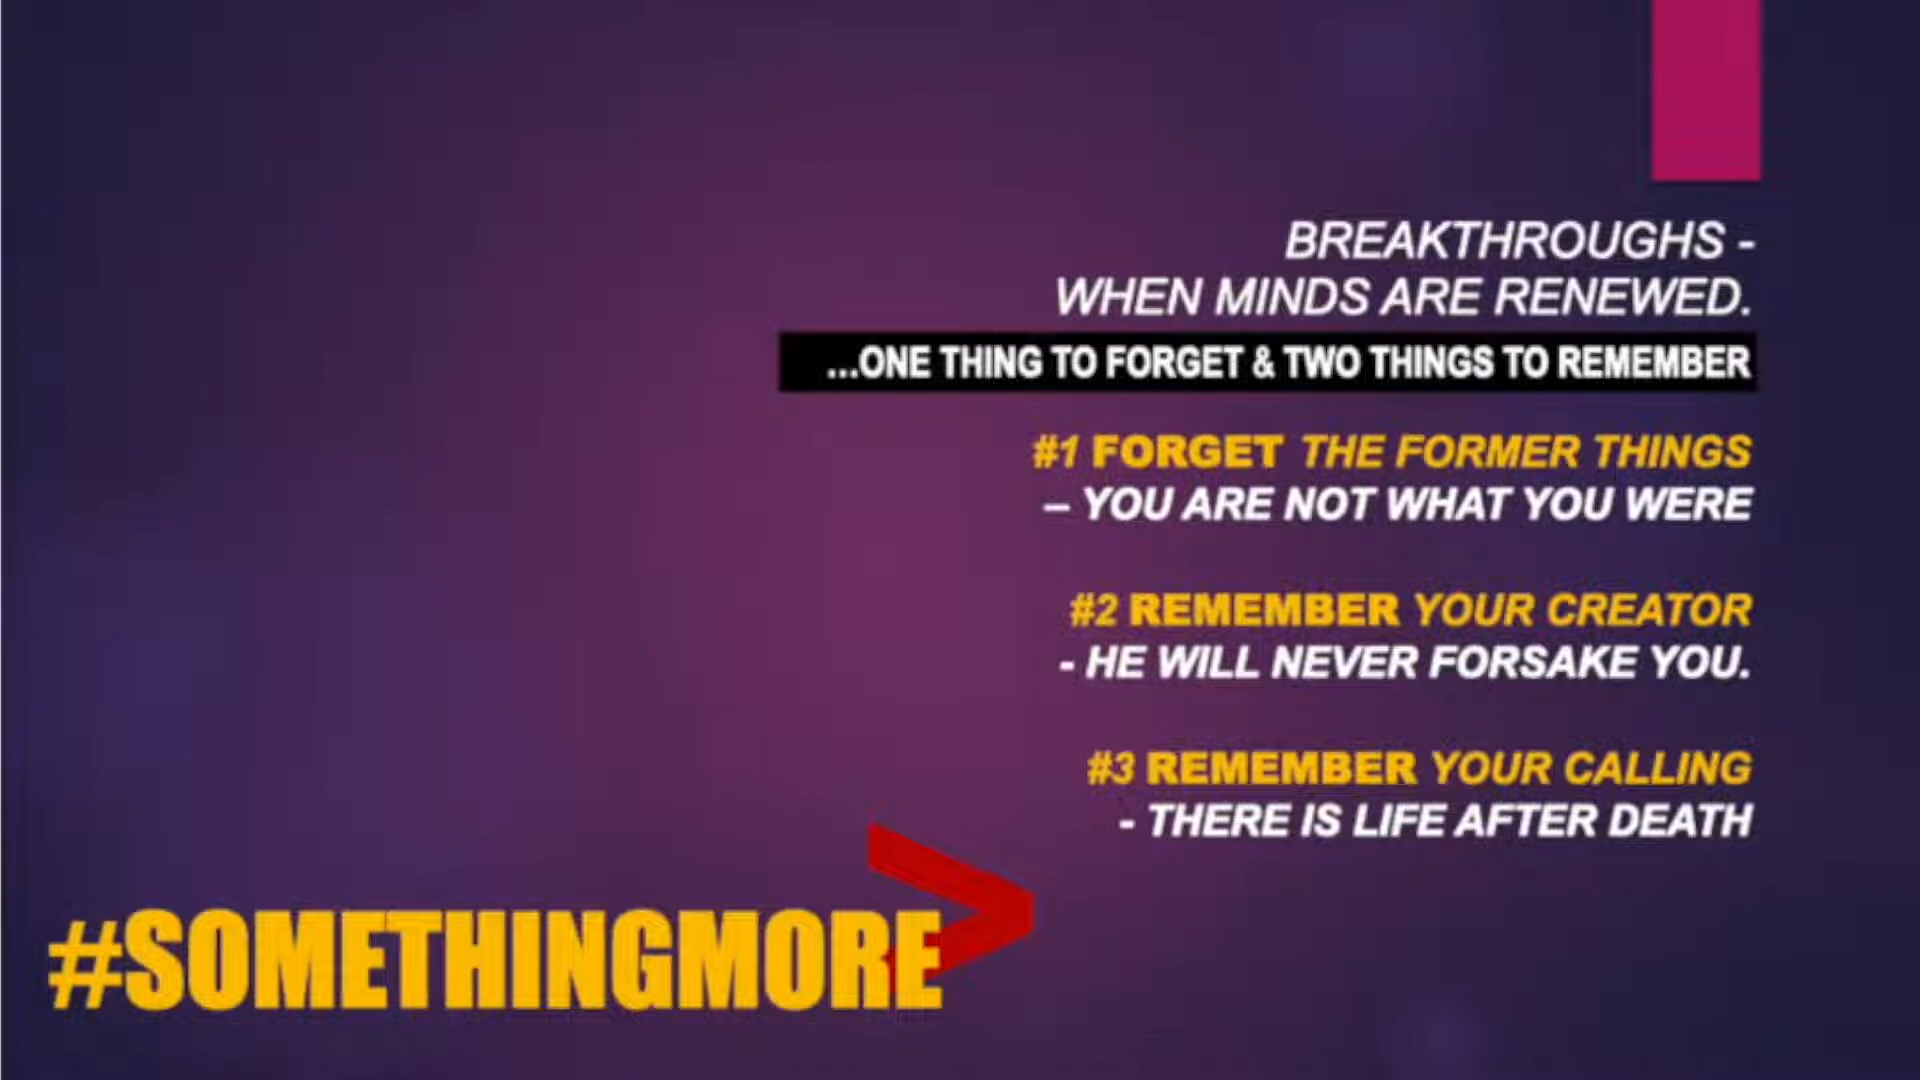 BREAKTHROUGHS -
WHEN MINDS ARE RENEWED.
...ONE THING TO FORGET & TWO THINGS TO REMEMBER
#1 FORGET THE FORMER THINGS
– YOU ARE NOT WHAT YOU WERE
#2 REMEMBER YOUR CREATOR
- HE WILL NEVER FORSAKE YOU.
#3 REMEMBER YOUR CALLING
- THERE IS LIFE AFTER DEATH
#SOMETHINGMORE >